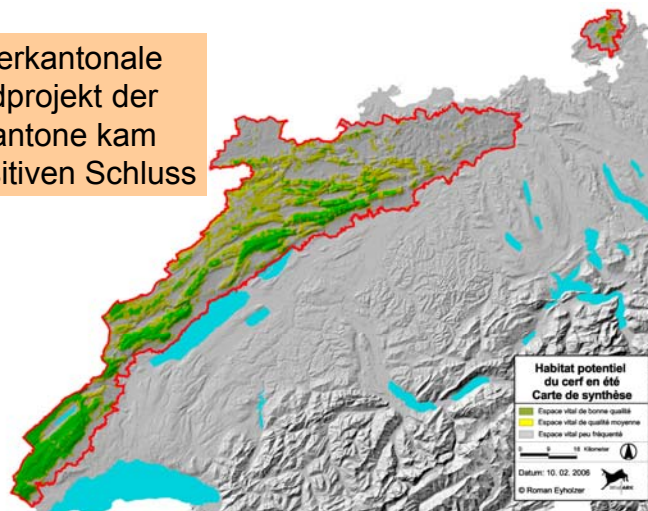 erkantonale
dprojekt der
antone kam
sitiven Schluss
Habitat potentiel
du cerf en été
Carte de synthèse
Espace vital de bonne qualité
Espace vital de qualité moyenne
Espace vital peu fréquenté
Kilometer
Datum: 10. 02. 2006
© Roman Eyholzer